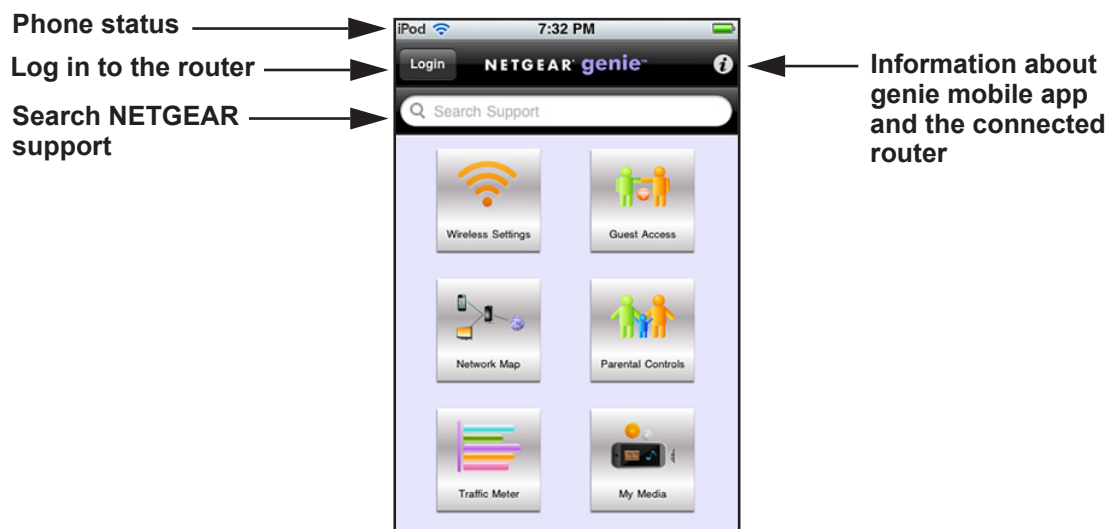 Phone status
Log in to the router
Search NETGEAR
support
iPod 7:32 PM
Login NETGEAR® genie™
Search Support
Information about
genie mobile app
and the connected
router
Wireless Settings Guest Access
Network Map Parental Controls
Traffic Meter My Media